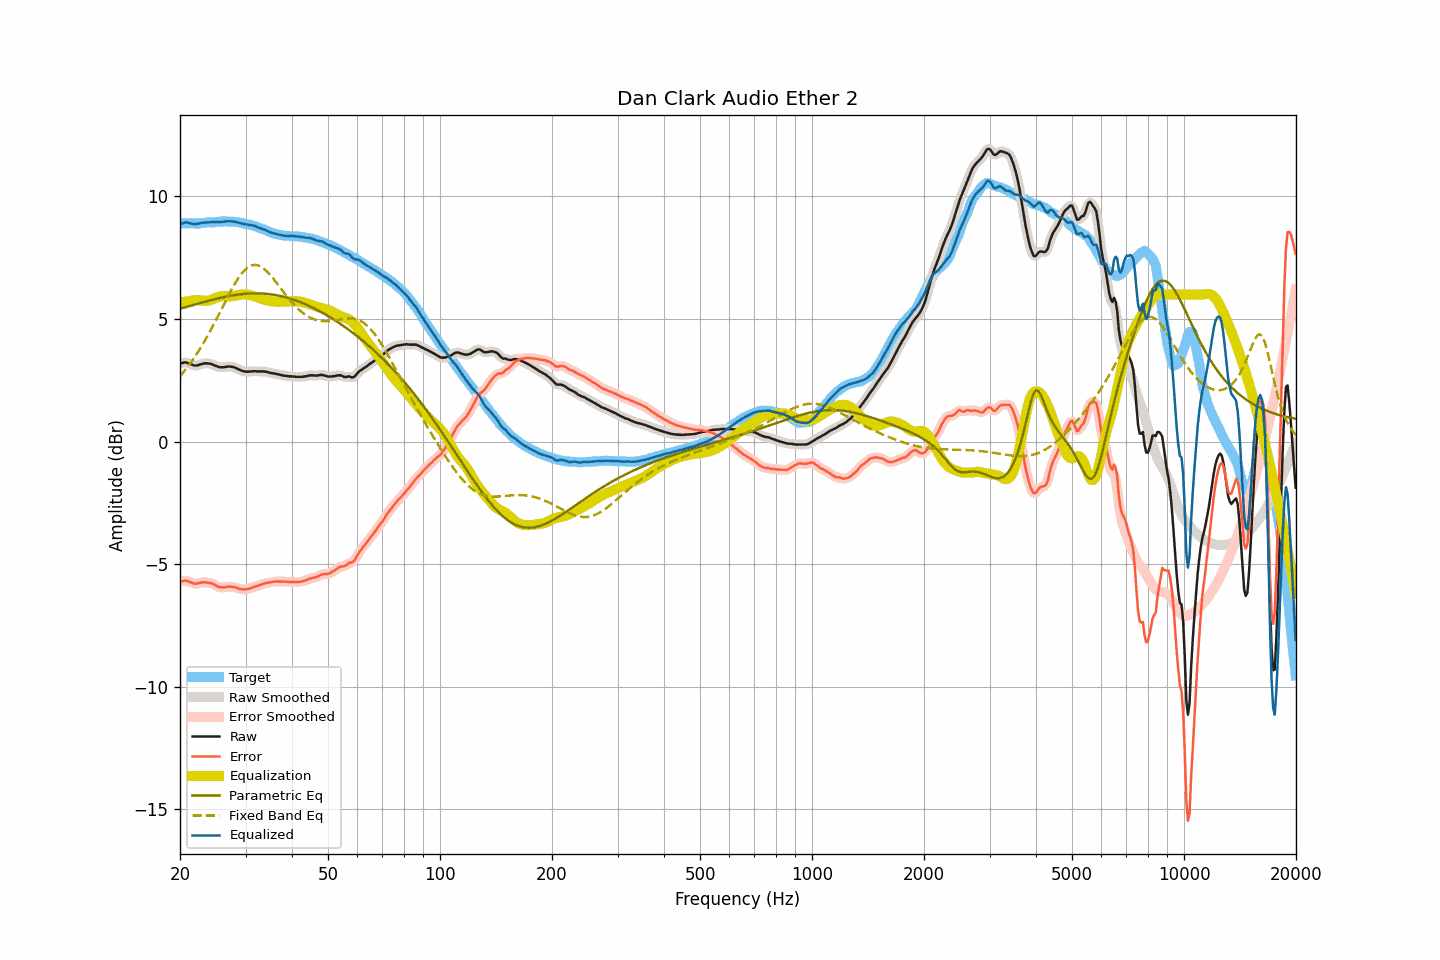 Dan Clark Audio Ether 2
Amplitude (dBr)
10
5
0
−5
−10
−15
Target
Raw Smoothed
Error Smoothed
Raw
Error
Equalization
Parametric Eq
Fixed Band Eq
Equalized
20 50 100 200 500 1000 2000 5000 10000 20000
Frequency (Hz)